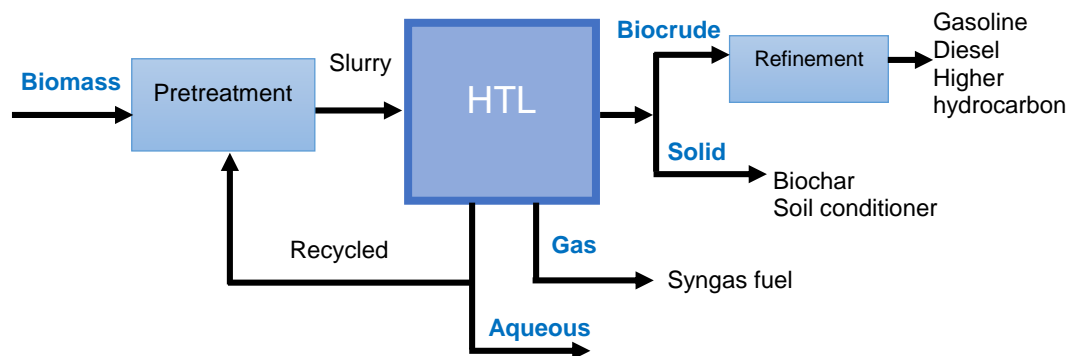 Biomass
Pretreatment
Slurry
HTL
Biocrude
Refinement
Gasoline
Diesel
Higher
hydrocarbon
Solid
Biochar
Soil conditioner
Recycled
Gas
Syngas fuel
Aqueous